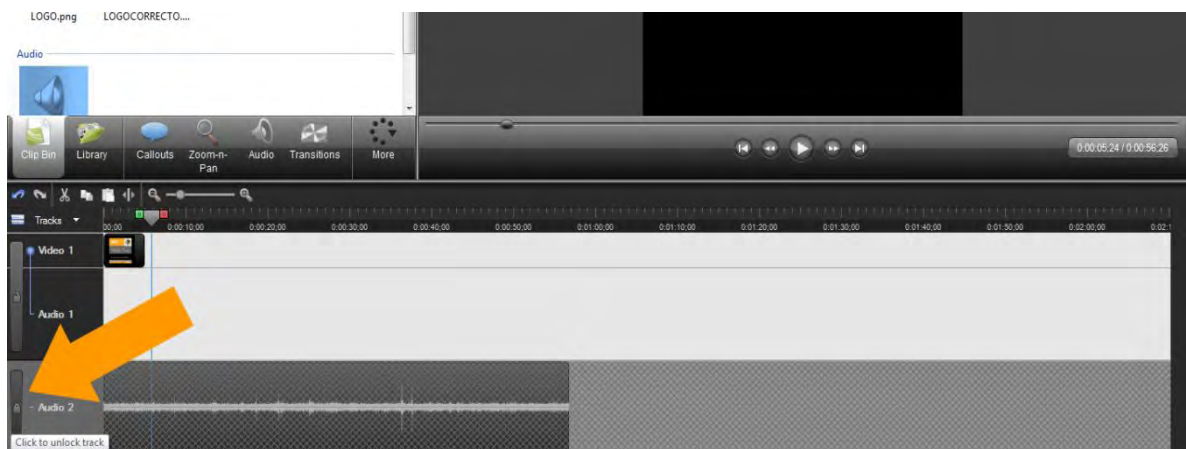 LOGO.png LOGOCORRECTO....
Audio
Clip Bin Library Callouts Zoom-n-Pan Audio Transitions More
0:00:05;24 / 0:00:56;26
Tracks
00;00 0:00:10;00 0:00:20;00 0:00:30;00 0:00:40;00 0:00:50;00 0:01:00;00 0:01:10;00 0:01:20;00 0:01:30;00 0:01:40;00 0:01:50;00 0:02:00;00 0:02:1
Video 1
Audio 1
Audio 2
Click to unlock track